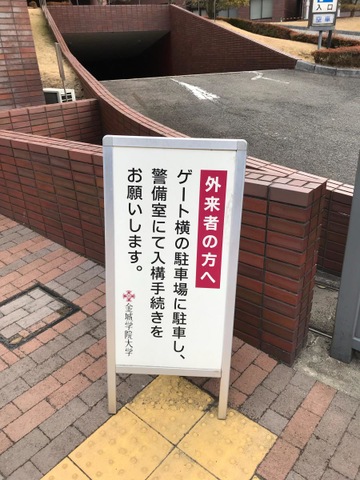 外来者の方へ
ゲート横の駐車場に駐車し、
警備室にて入構手続きを
お願いします。
金城学院大学
入口